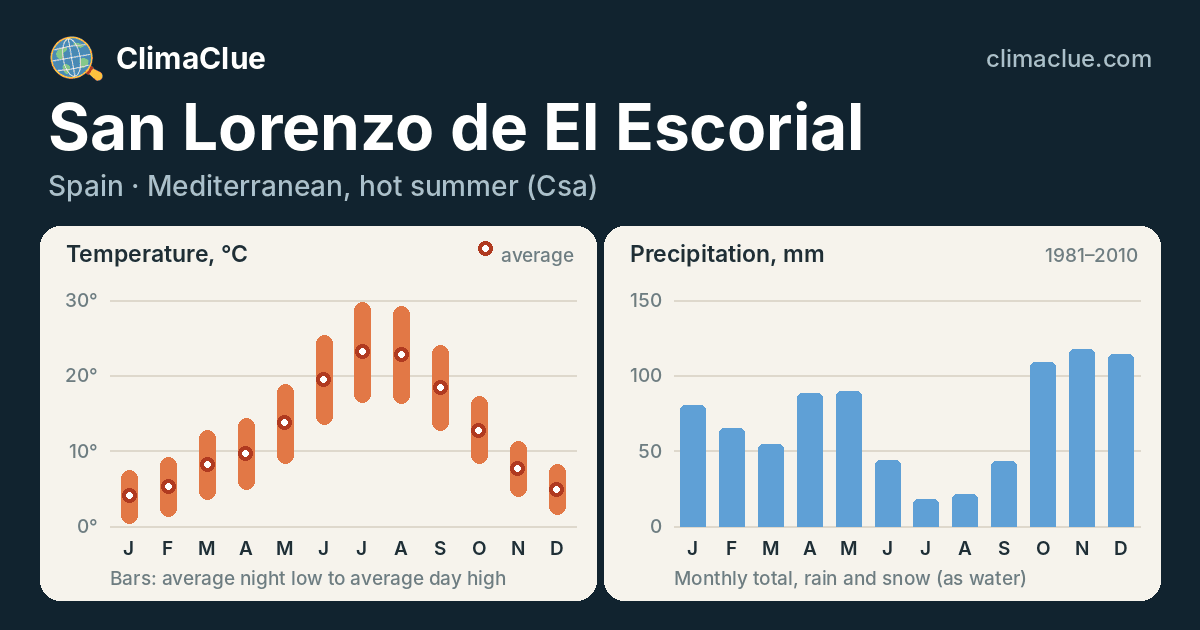 ClimaClue
climaclue.com
San Lorenzo de El Escorial
Spain · Mediterranean, hot summer (Csa)
Temperature, °C
average
30°
20°
10°
0°
J F M A M J J A S O N D
Bars: average night low to average day high
Precipitation, mm
1981–2010
150
100
50
0
J F M A M J J A S O N D
Monthly total, rain and snow (as water)